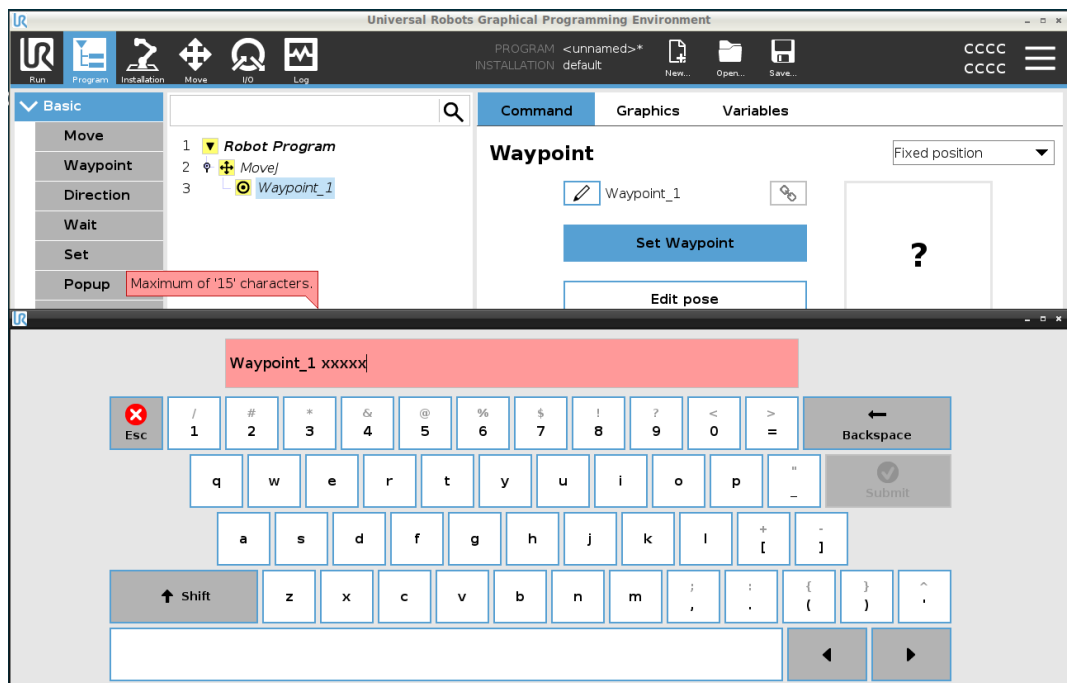 UR Universal Robots Graphical Programming Environment
UR Run
Program
Installation
Move
I/O
Log
PROGRAM <unnamed>*
INSTALLATION default
New...
Open...
Save...
CCCC
CCCC
Basic
Move
Waypoint
Direction
Wait
Set
Popup
1 Robot Program
2 MoveJ
3 Waypoint_1
Command Graphics Variables
Waypoint
Fixed position
Waypoint_1
Set Waypoint
?
Edit pose
Maximum of '15' characters.
UR
Waypoint_1 xxxxx
/ # * & @ % $ ! ? < >
Esc 1 2 3 4 5 6 7 8 9 0 = Backspace
q w e r t y u i o p " _ Submit
a s d f g h j k l + [ - ]
Shift z x c v b n m ; , : . { ( } ) ^ '